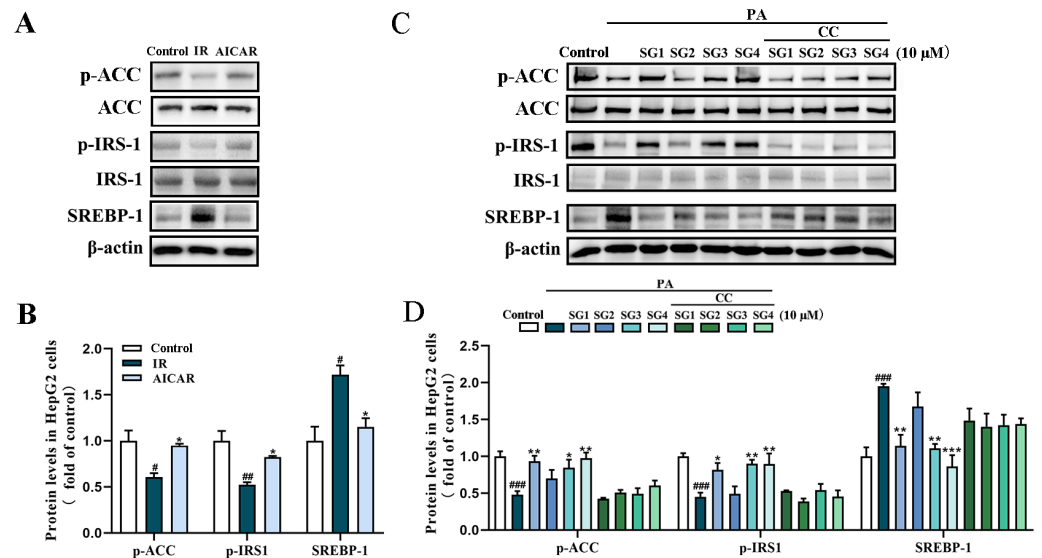 A
Control IR AICAR
p-ACC
ACC
p-IRS-1
IRS-1
SREBP-1
β-actin
C
PA
CC
Control SG1 SG2 SG3 SG4 SG1 SG2 SG3 SG4 (10 μM)
p-ACC
ACC
p-IRS-1
IRS-1
SREBP-1
β-actin
B
Protein levels in HepG2 cells
( fold of control)
2.0
1.5
1.0
0.5
0.0
Control
IR
AICAR
# * ## * # *
p-ACC p-IRS1 SREBP-1
D
PA
CC
Control SG1 SG2 SG3 SG4 SG1 SG2 SG3 SG4 (10 μM)
Protein levels in HepG2 cells
( fold of control)
2.5
2.0
1.5
1.0
0.5
0.0
### ** * ** ### * ** ** ### ** ** ***
p-ACC p-IRS1 SREBP-1